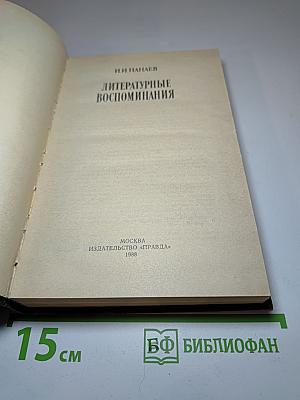 И. И. ПАНАЕВ
ЛИТЕРАТУРНЫЕ
ВОСПОМИНАНИЯ
МОСКВА
ИЗДАТЕЛЬСТВО «ПРАВДА»
1988
15 см
БФ БИБЛИОФАН